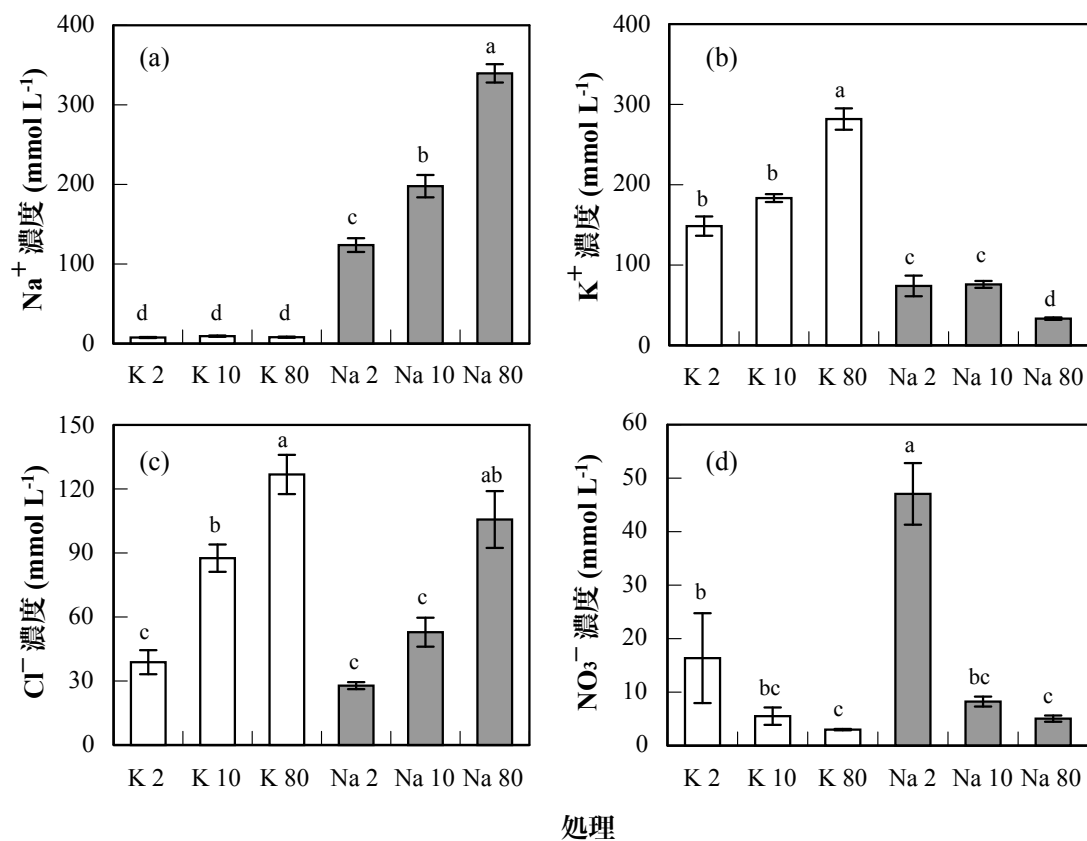 (a)
Na+ 濃度 (mmol L-1)
400
300
200
100
0
d
d
d
c
b
a
K 2 K 10 K 80 Na 2 Na 10 Na 80
(b)
K+ 濃度 (mmol L-1)
400
300
200
100
0
b
b
a
c
c
d
K 2 K 10 K 80 Na 2 Na 10 Na 80
(c)
Cl− 濃度 (mmol L-1)
150
120
90
60
30
0
c
b
a
c
c
ab
K 2 K 10 K 80 Na 2 Na 10 Na 80
(d)
NO₃− 濃度 (mmol L-1)
60
50
40
30
20
10
0
b
bc
c
a
bc
c
K 2 K 10 K 80 Na 2 Na 10 Na 80
処理